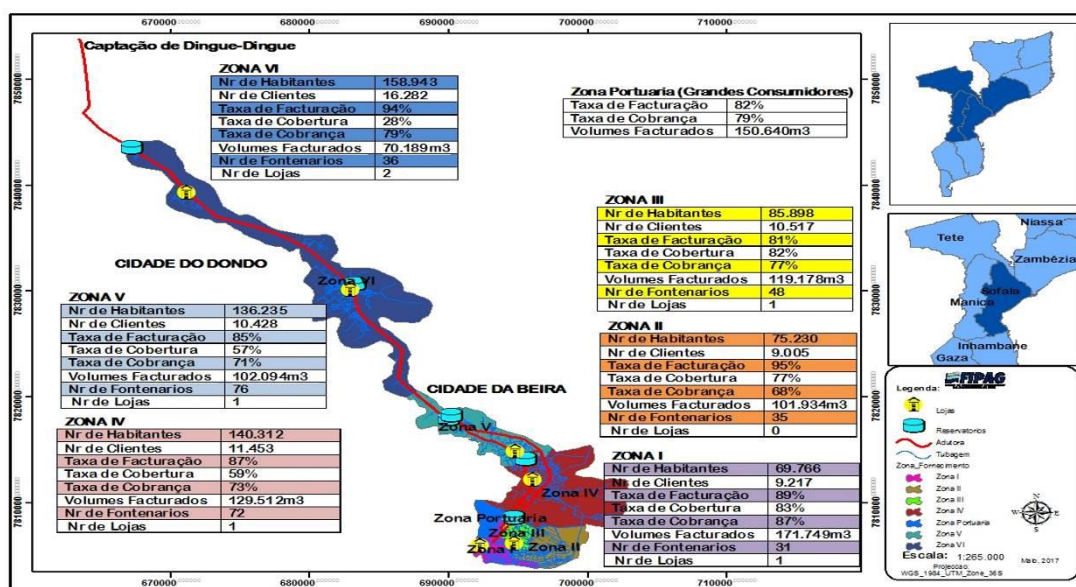 670000 680000 690000 700000 710000
Captação de Dingue-Dingue
ZONA VI
Nr de Habitantes 158.943
Nr de Clientes 16.282
Taxa de Facturação 94%
Taxa de Cobertura 28%
Taxa de Cobrança 79%
Volumes Facturados 70.189m3
Nr de Fontenarios 36
Nr de Lojas 2
Zona Portuaria (Grandes Consumidores)
Taxa de Facturação 82%
Taxa de Cobrança 79%
Volumes Facturados 150.640m3
ZONA III
Nr de Habitantes 85.898
Nr de Clientes 10.517
Taxa de Facturação 81%
Taxa de Cobertura 82%
Taxa de Cobrança 77%
Volumes Facturados 119.178m3
Nr de Fontenarios 48
Nr de Lojas 1
CIDADE DO DONDO
Zona VI
ZONA V
Nr de Habitantes 136.235
Nr de Clientes 10.428
Taxa de Facturação 85%
Taxa de Cobertura 57%
Taxa de Cobrança 71%
Volumes Facturados 102.094m3
Nr de Fontenarios 76
Nr de Lojas 1
ZONA II
Nr de Habitantes 75.230
Nr de Clientes 9.005
Taxa de Facturação 95%
Taxa de Cobertura 77%
Taxa de Cobrança 68%
Volumes Facturados 101.934m3
Nr de Fontenarios 35
Nr de Lojas 0
CIDADE DA BEIRA
Zona V
ZONA IV
Nr de Habitantes 140.312
Nr de Clientes 11.453
Taxa de Facturação 87%
Taxa de Cobertura 59%
Taxa de Cobrança 73%
Volumes Facturados 129.512m3
Nr de Fontenarios 72
Nr de Lojas 1
ZONA I
Nr de Habitantes 69.766
Nr de Clientes 9.217
Taxa de Facturação 89%
Taxa de Cobertura 83%
Taxa de Cobrança 87%
Volumes Facturados 171.749m3
Nr de Fontenarios 31
Nr de Lojas 1
Zona IV
Zona Portuaria
Zona III
Zona I
Zona II
7850000
7840000
7830000
7820000
7810000
7850000
7840000
7830000
7820000
7810000
670000 680000 690000 700000 710000
Niassa
Tete
Zambézia
Sofala
Manica
Inhambane
Gaza
Legenda:
FIPAG
Lojas
Reservatorios
Adutora
Tubagem
Zona_Fornecimento
Zona I
Zona II
Zona III
Zona IV
Zona Portuaria
Zona V
Zona VI
N
W E
S
Escala: 1:265.000
Maio, 2017
Projeccao:
WGS_1984_UTM_Zone_36S